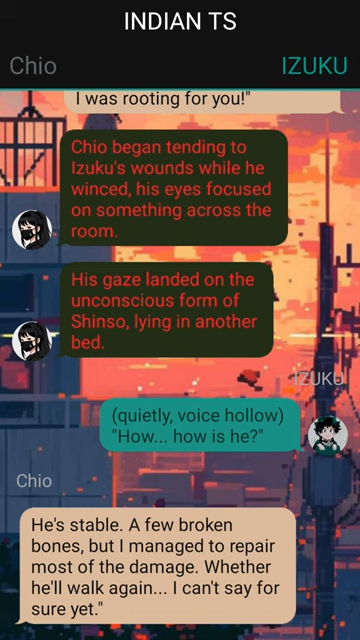 INDIAN TS
Chio
IZUKU
I was rooting for you!"
Chio began tending to
Izuku's wounds while he
winced, his eyes focused
on something across the
room.
His gaze landed on the
unconscious form of
Shinso, lying in another
bed.
IZUKU
(quietly, voice hollow)
"How... how is he?"
Chio
He's stable. A few broken
bones, but I managed to repair
most of the damage. Whether
he'll walk again... I can't say for
sure yet."